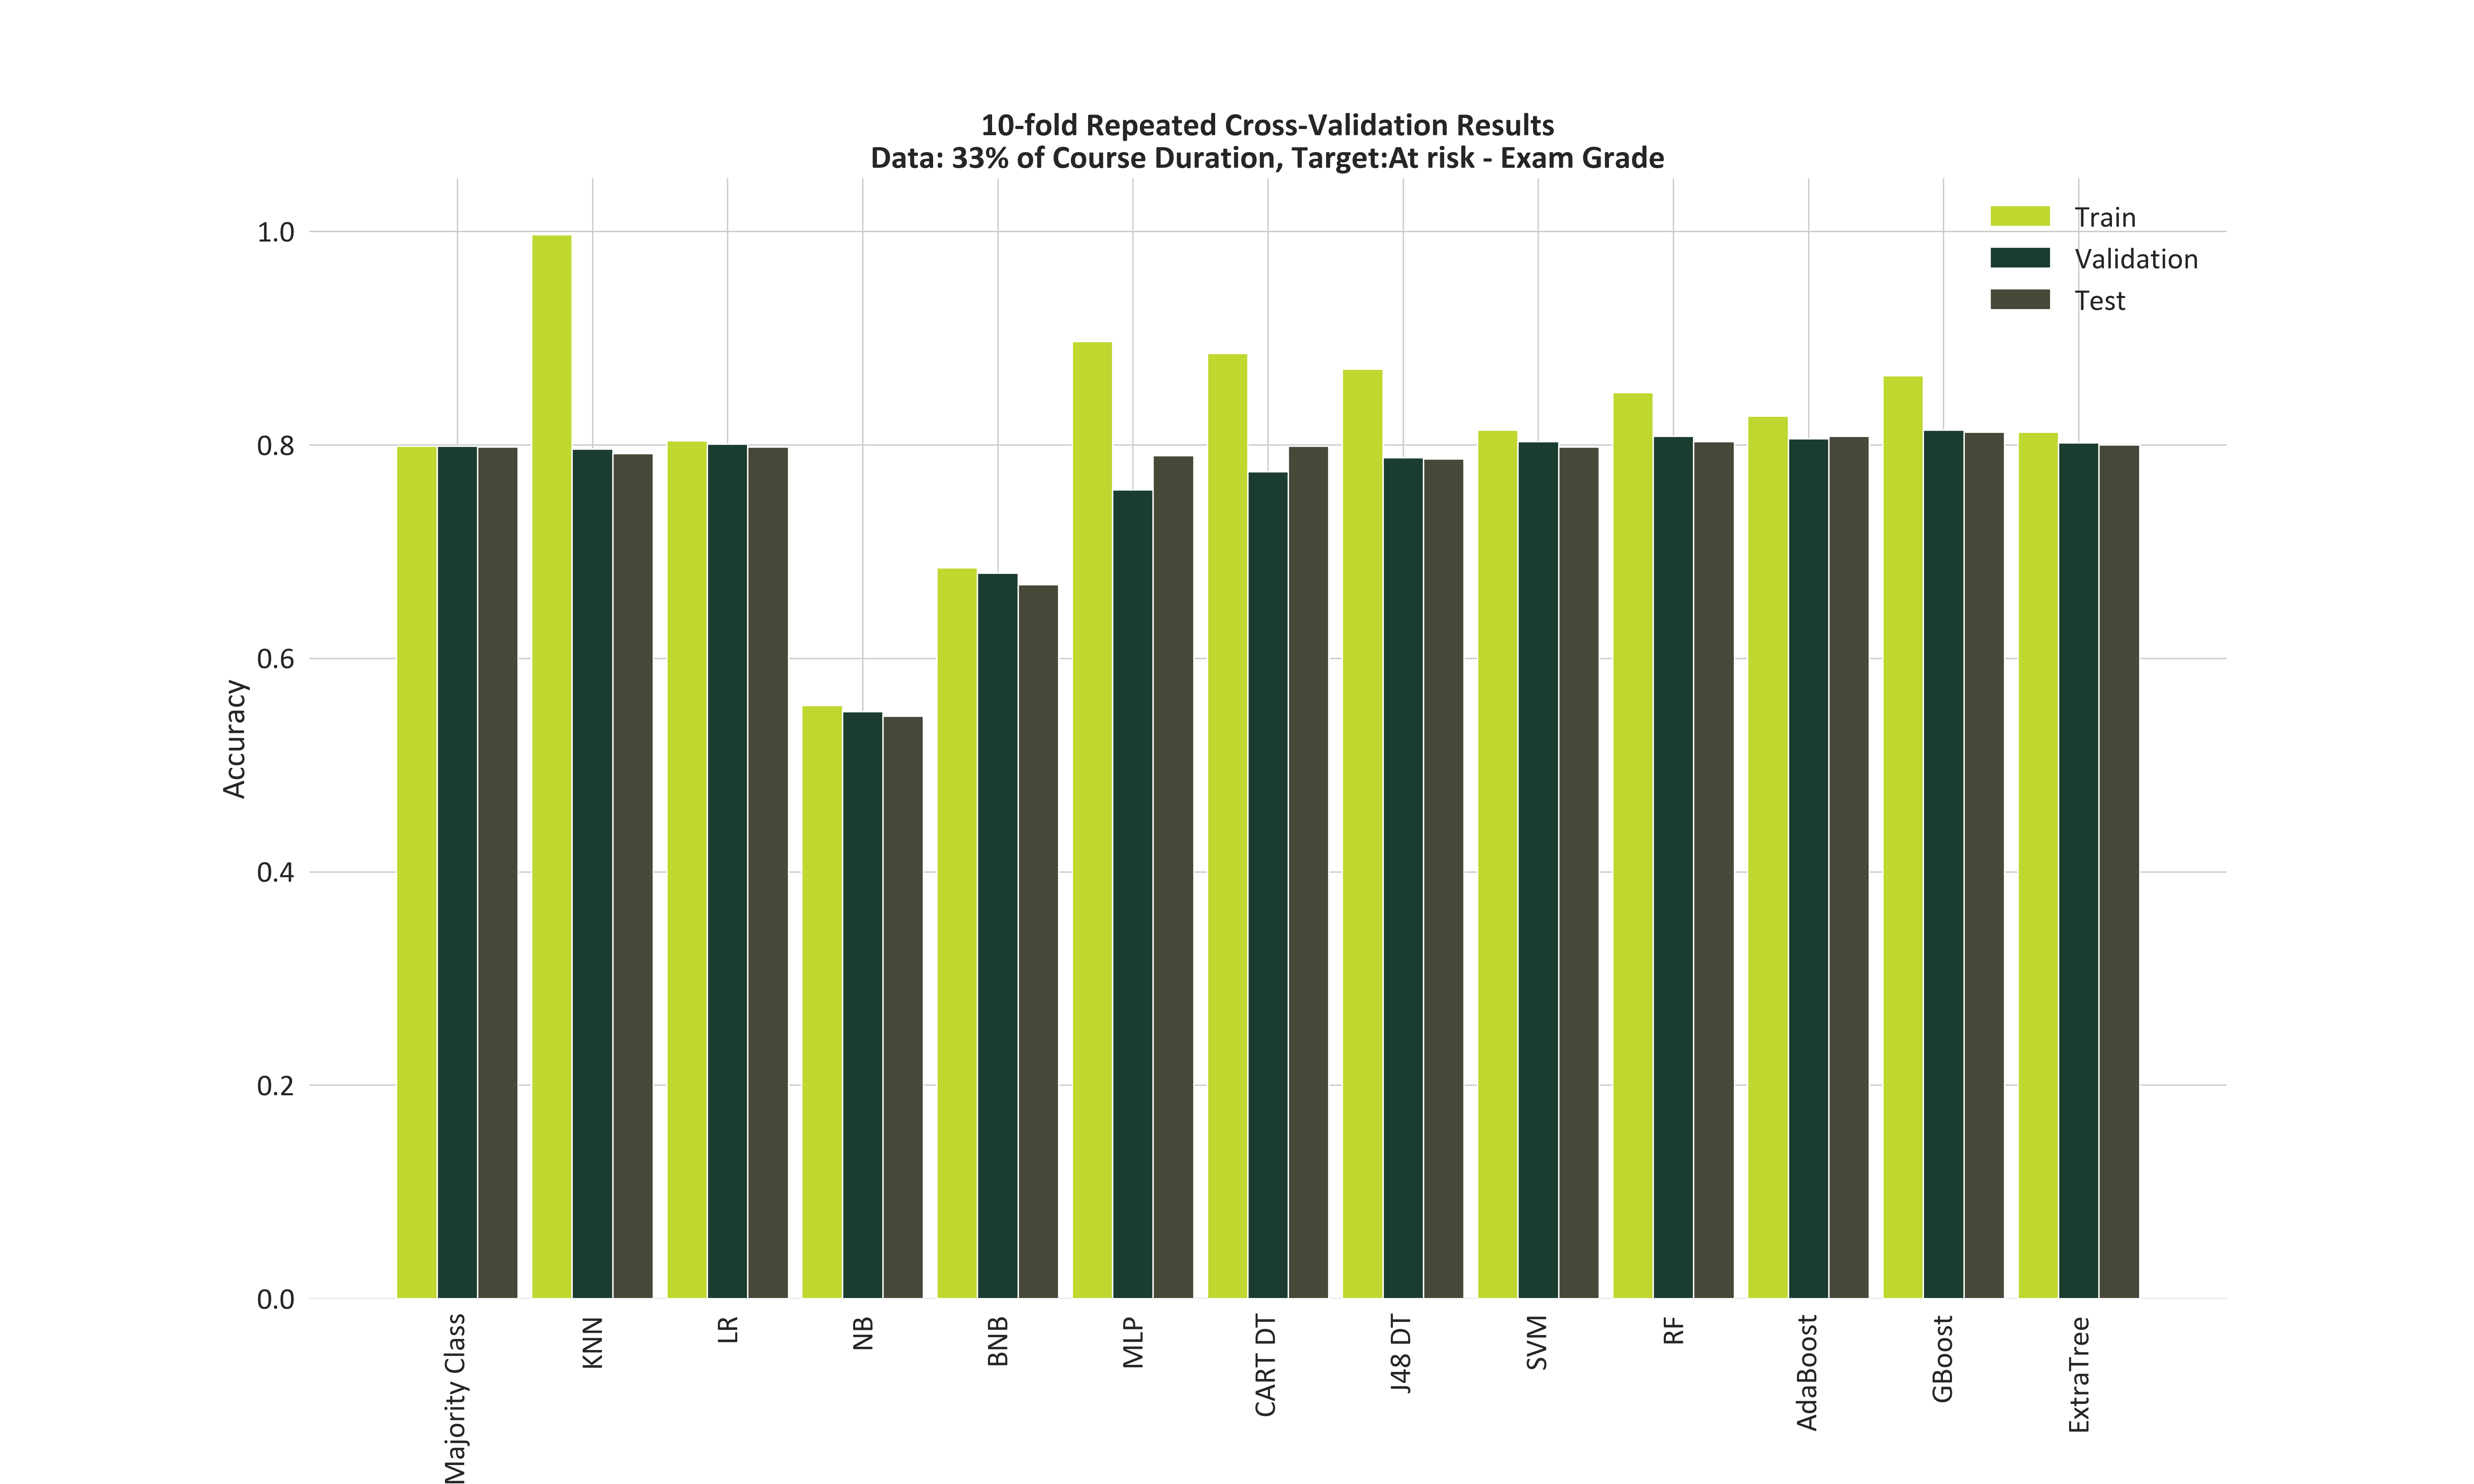 10-fold Repeated Cross-Validation Results
Data: 33% of Course Duration, Target:At risk - Exam Grade
Train
Validation
Test
Accuracy
1.0
0.8
0.6
0.4
0.2
0.0
Majority Class
KNN
LR
NB
BNB
MLP
CART DT
J48 DT
SVM
RF
AdaBoost
GBoost
ExtraTree